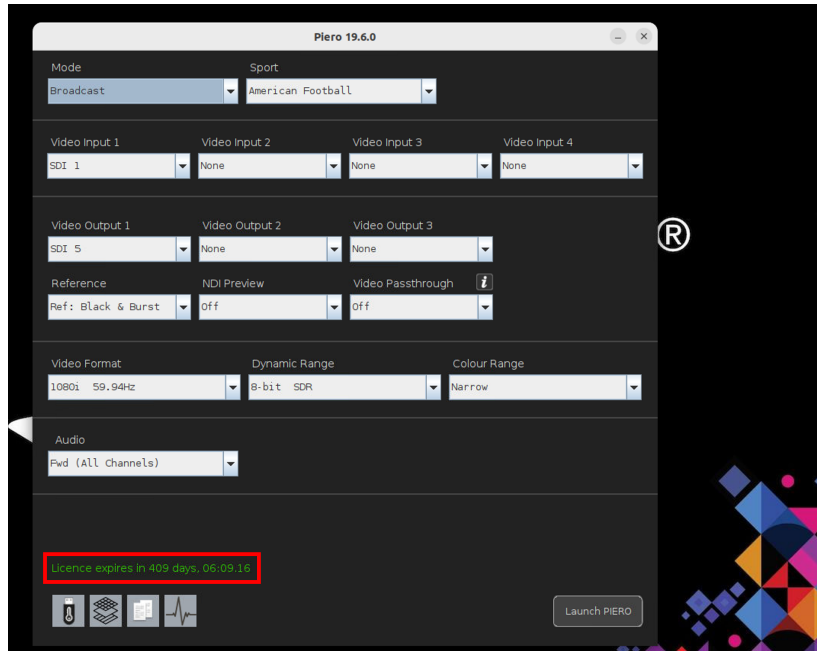 Piero 19.6.0
Mode Sport
Broadcast American Football
Video Input 1 Video Input 2 Video Input 3 Video Input 4
SDI 1 None None None
®
Video Output 1 Video Output 2 Video Output 3
SDI 5 None None
Reference NDI Preview Video Passthrough i
Ref: Black & Burst Off Off
Video Format Dynamic Range Colour Range
1080i 59.94Hz 8-bit SDR Narrow
Audio
Fwd (All Channels)
Licence expires in 409 days, 06:09.16
Launch PIERO